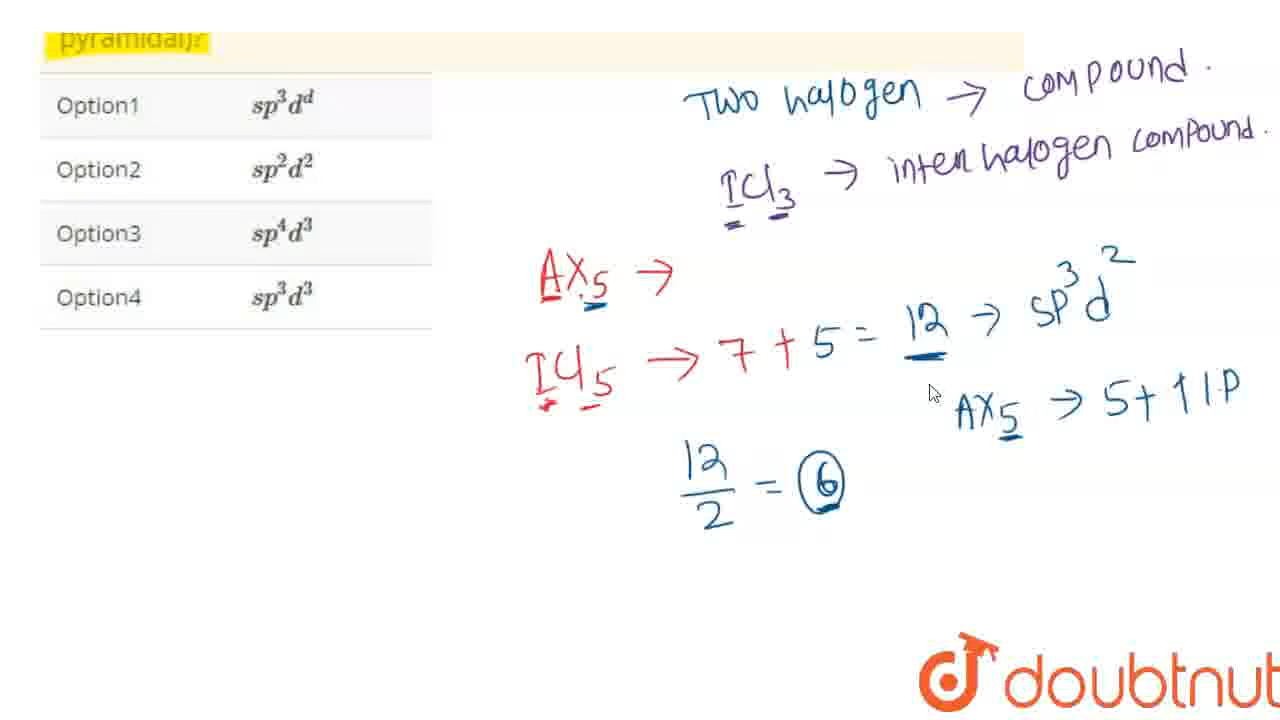 pyramidal)?
Option1 sp³dᵈ
Option2 sp²d²
Option3 sp⁴d³
Option4 sp³d³
Two halogen → compound.
ICl₃ → inter halogen compound.
AX₅ →
ICl₅ → 7 + 5 = 12 → sp³d²
AX₅ → 5 + 1 l.p
12/2 = 6
doubtnut